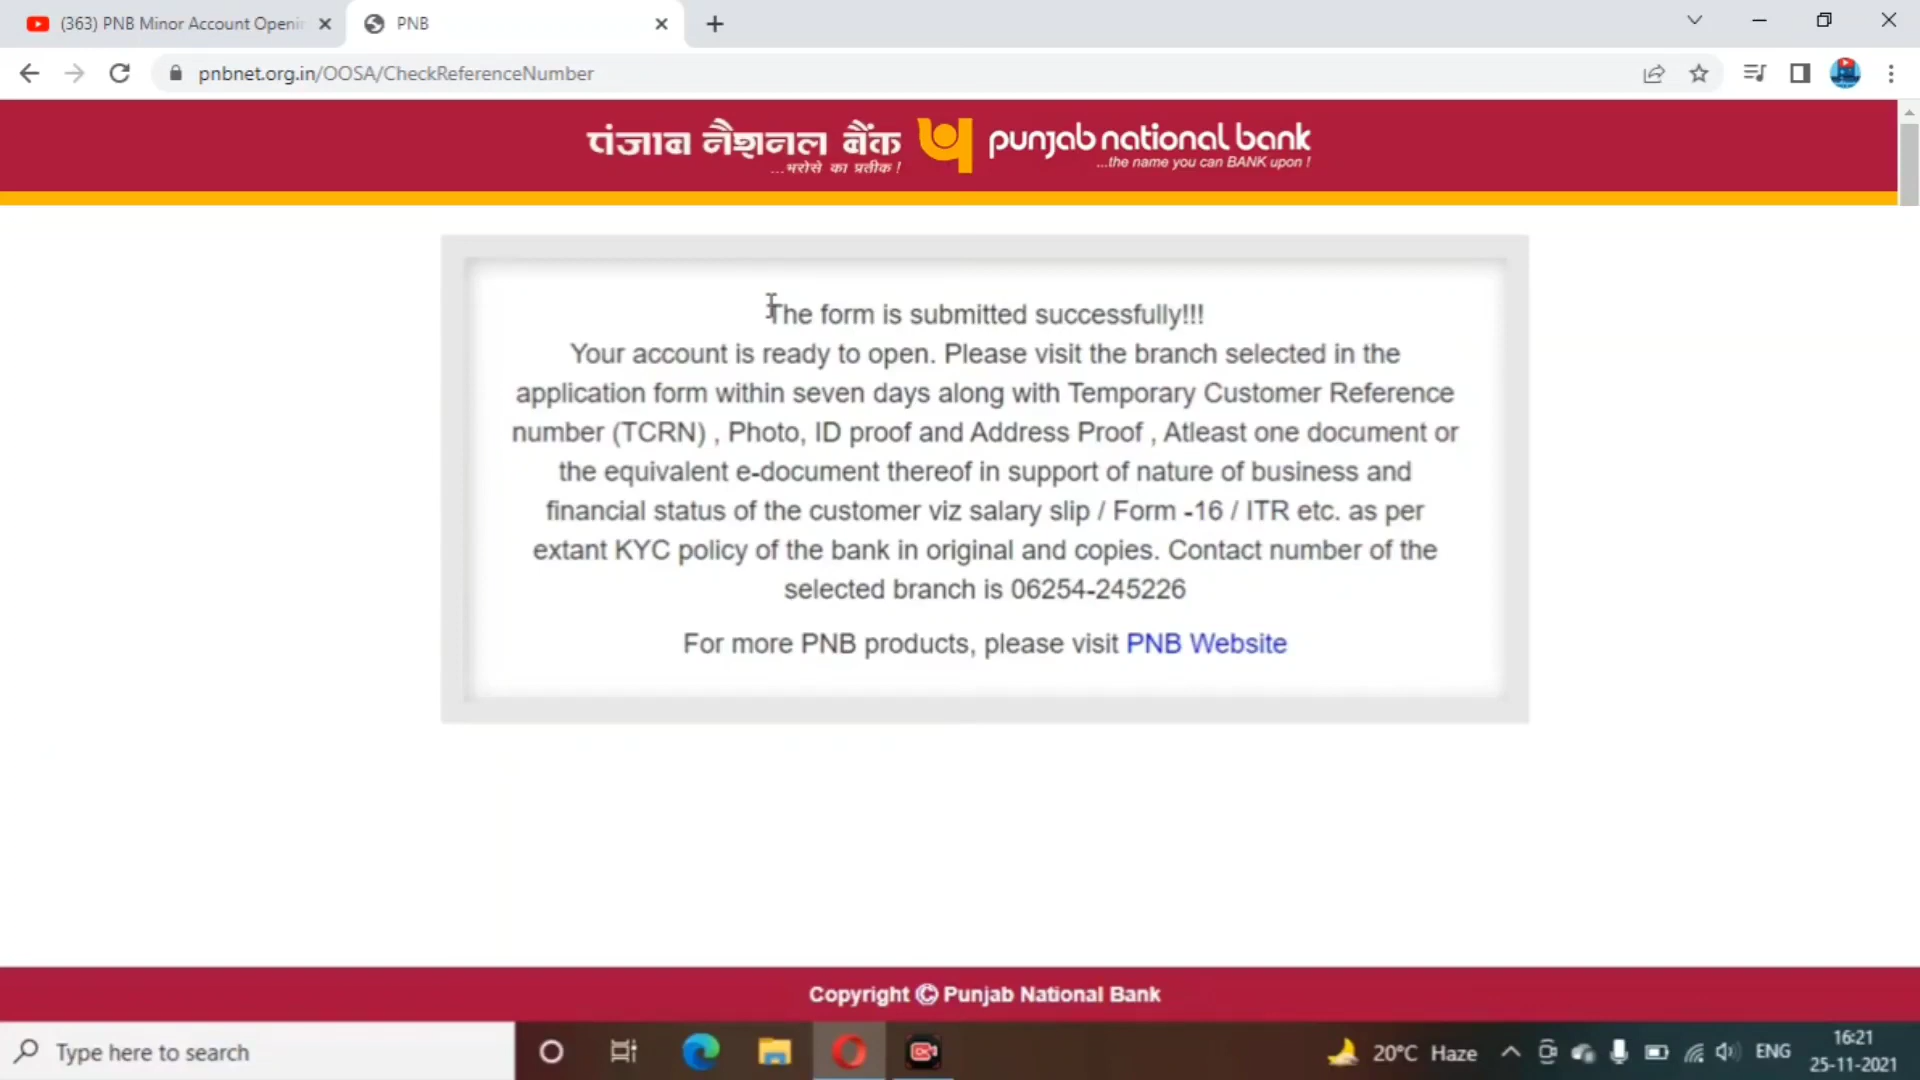 (363) PNB Minor Account Openin
PNB
pnbnet.org.in/OOSA/CheckReferenceNumber
पंजाब नैशनल बैंक
...भरोसे का प्रतीक !
punjab national bank
...the name you can BANK upon !
The form is submitted successfully!!!
Your account is ready to open. Please visit the branch selected in the
application form within seven days along with Temporary Customer Reference
number (TCRN) , Photo, ID proof and Address Proof , Atleast one document or
the equivalent e-document thereof in support of nature of business and
financial status of the customer viz salary slip / Form -16 / ITR etc. as per
extant KYC policy of the bank in original and copies. Contact number of the
selected branch is 06254-245226
For more PNB products, please visit PNB Website
Copyright © Punjab National Bank
Type here to search
20°C Haze
ENG
16:21
25-11-2021